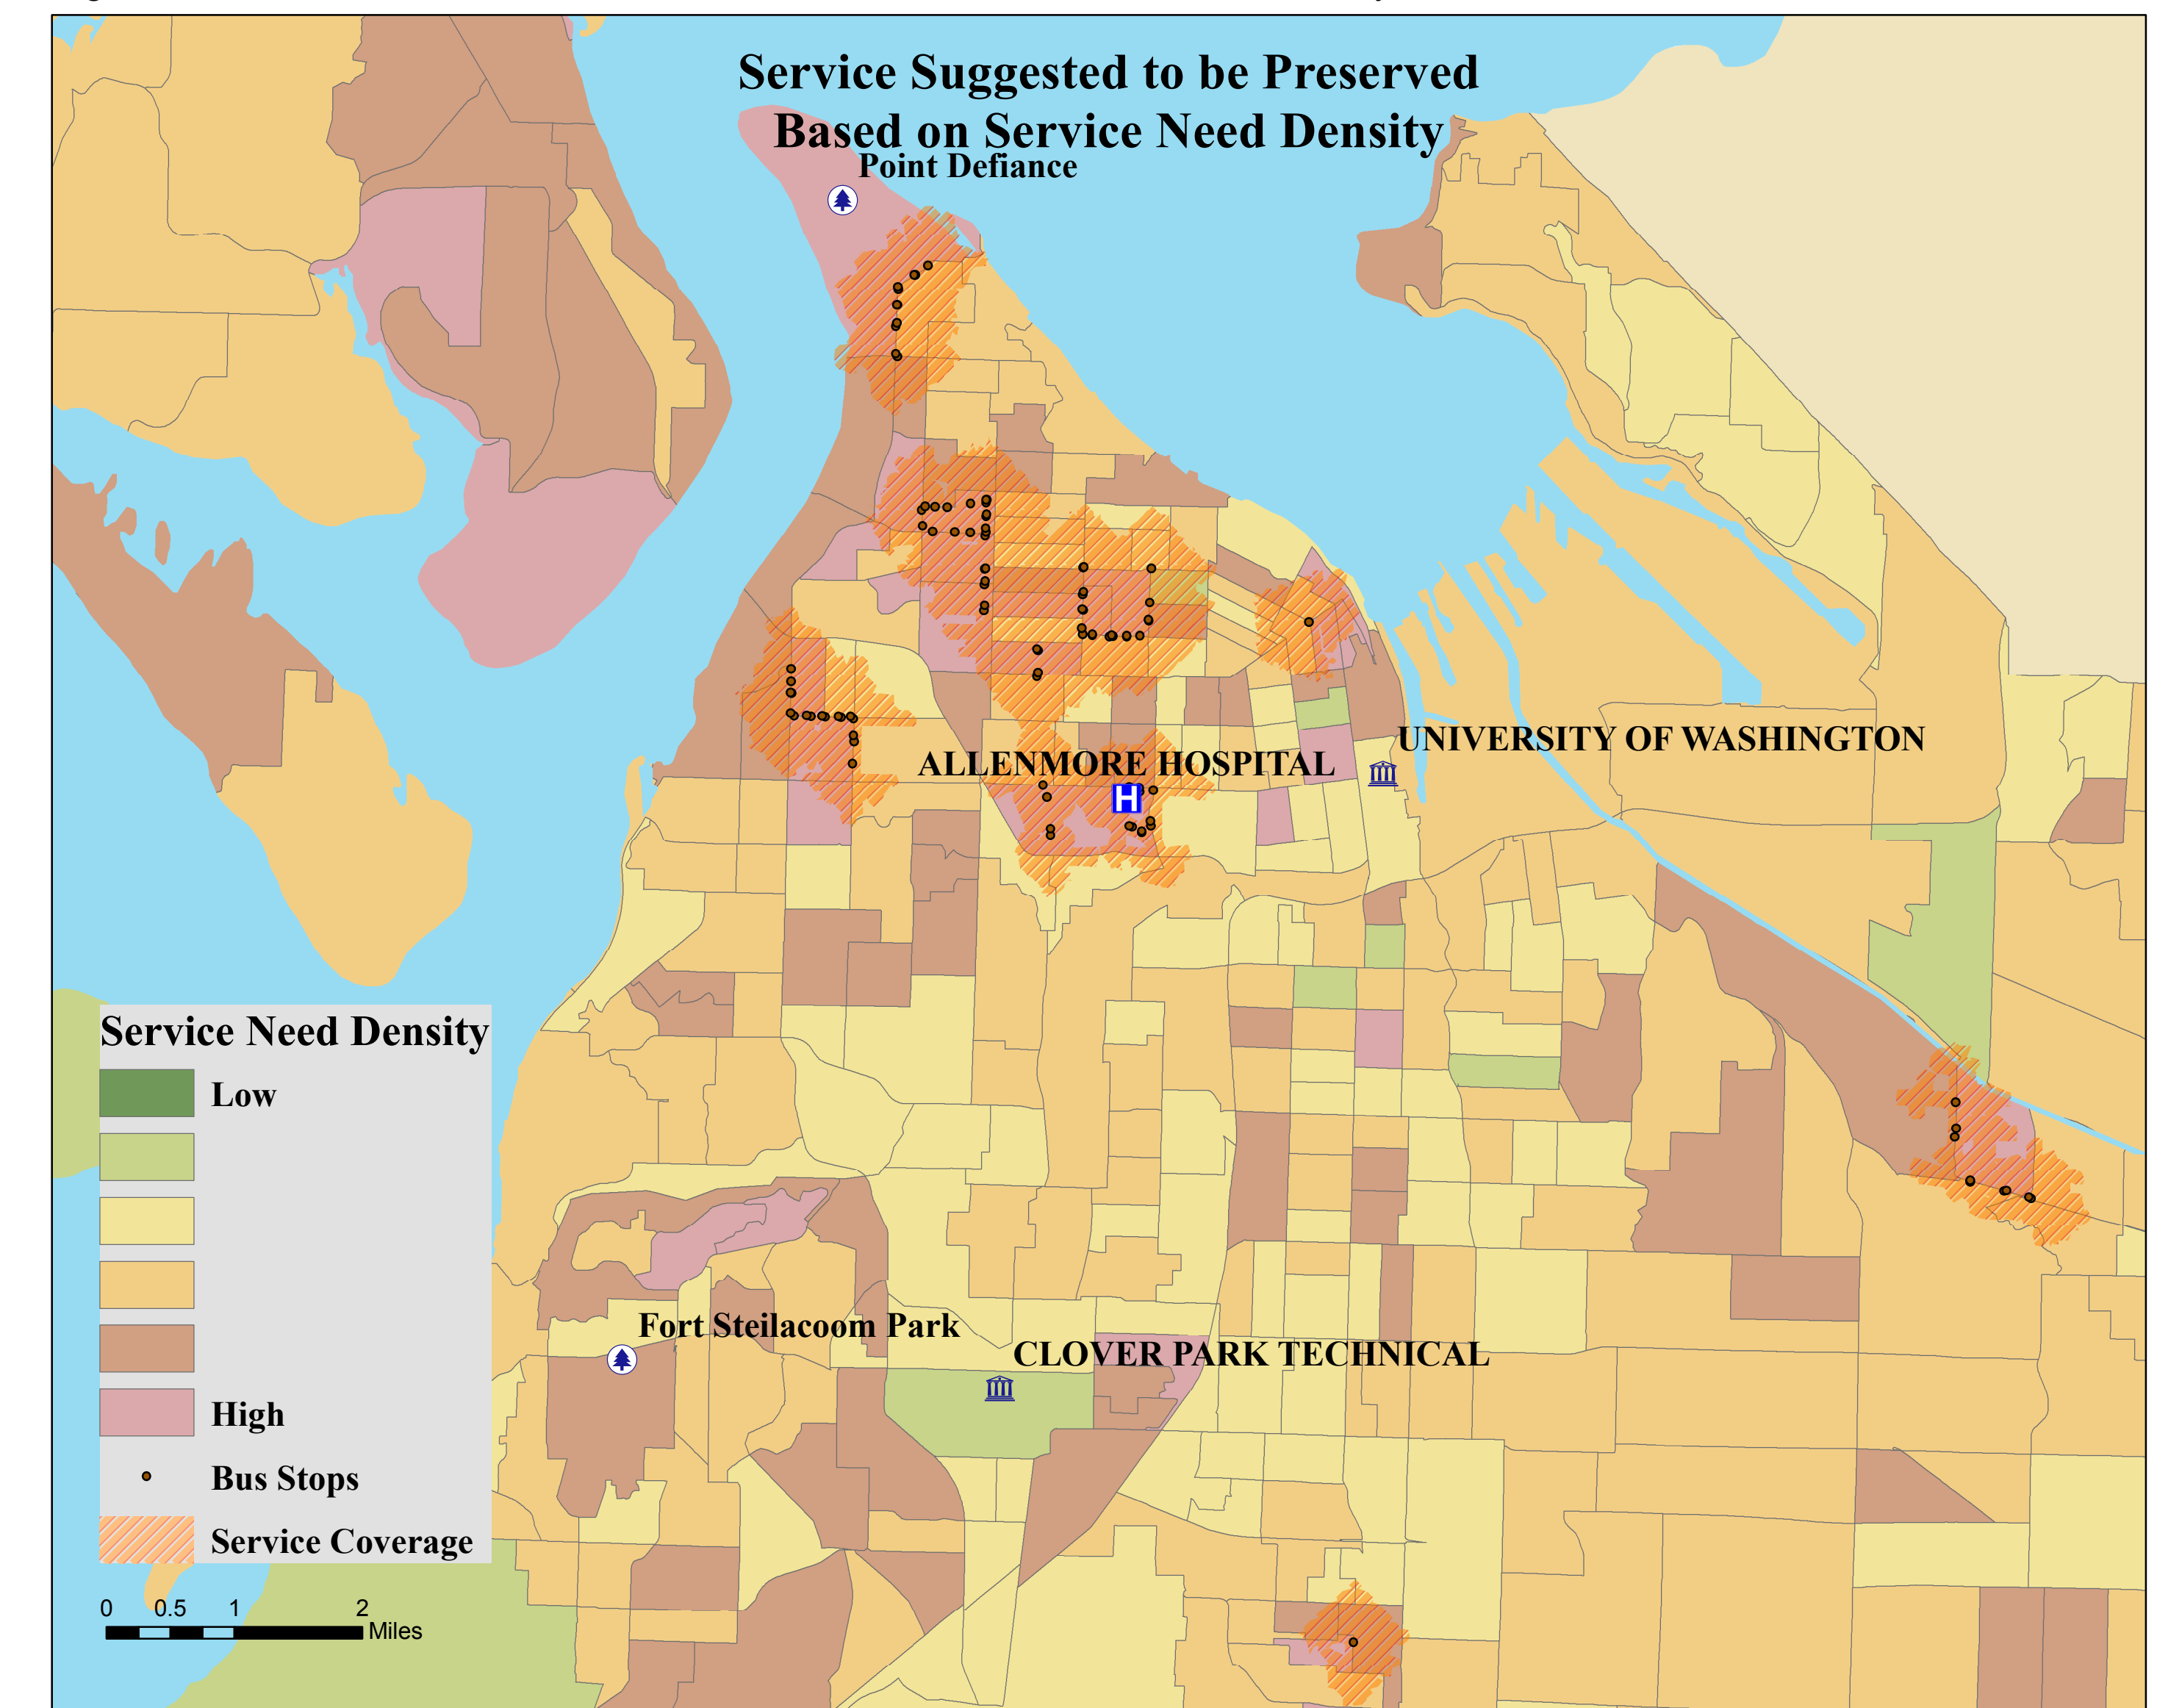 Service Suggested to be Preserved
Based on Service Need Density
Point Defiance
UNIVERSITY OF WASHINGTON
ALLENMORE HOSPITAL
H
Service Need Density
Low
High
Bus Stops
Service Coverage
Fort Steilacoom Park
CLOVER PARK TECHNICAL
0 0.5 1 2
Miles